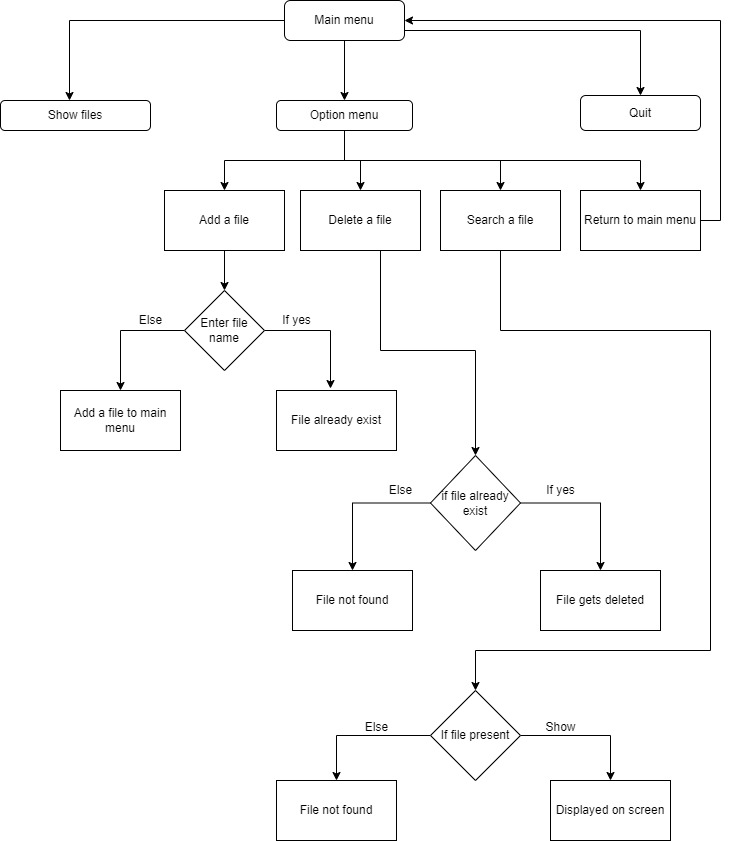 Main menu
Show files
Option menu
Quit
Add a file
Delete a file
Search a file
Return to main menu
Else
If yes
Enter file
name
Add a file to main
menu
File already exist
Else
If yes
if file already
exist
File not found
File gets deleted
Else
Show
If file present
File not found
Displayed on screen